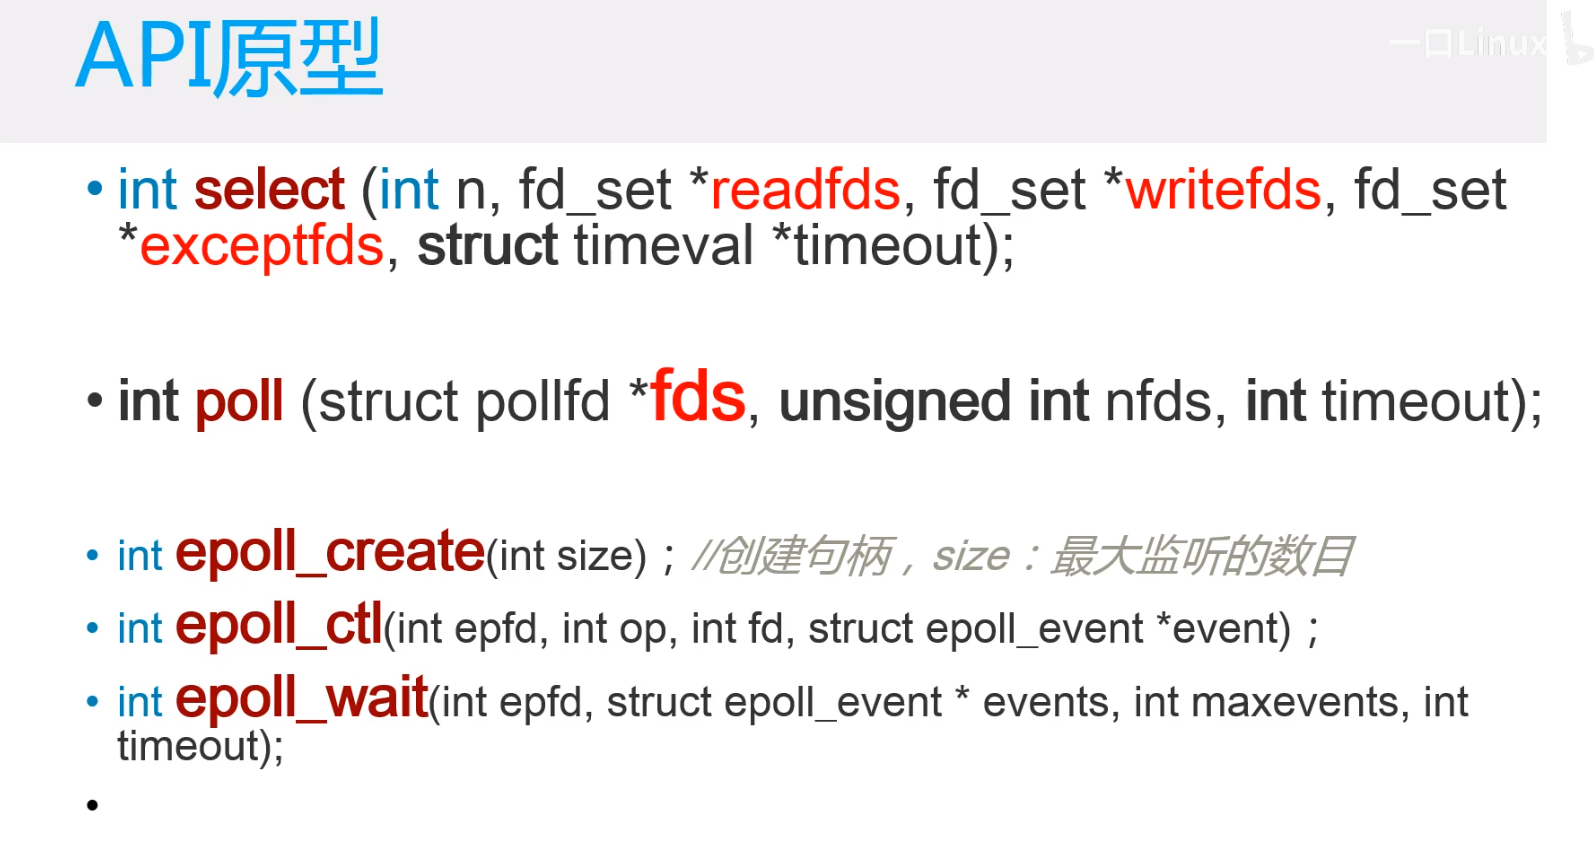 API原型
一口Linux
• int select (int n, fd_set *readfds, fd_set *writefds, fd_set
*exceptfds, struct timeval *timeout);
• int poll (struct pollfd *fds, unsigned int nfds, int timeout);
• int epoll_create(int size)；//创建句柄，size：最大监听的数目
• int epoll_ctl(int epfd, int op, int fd, struct epoll_event *event)；
• int epoll_wait(int epfd, struct epoll_event * events, int maxevents, int
timeout);
•